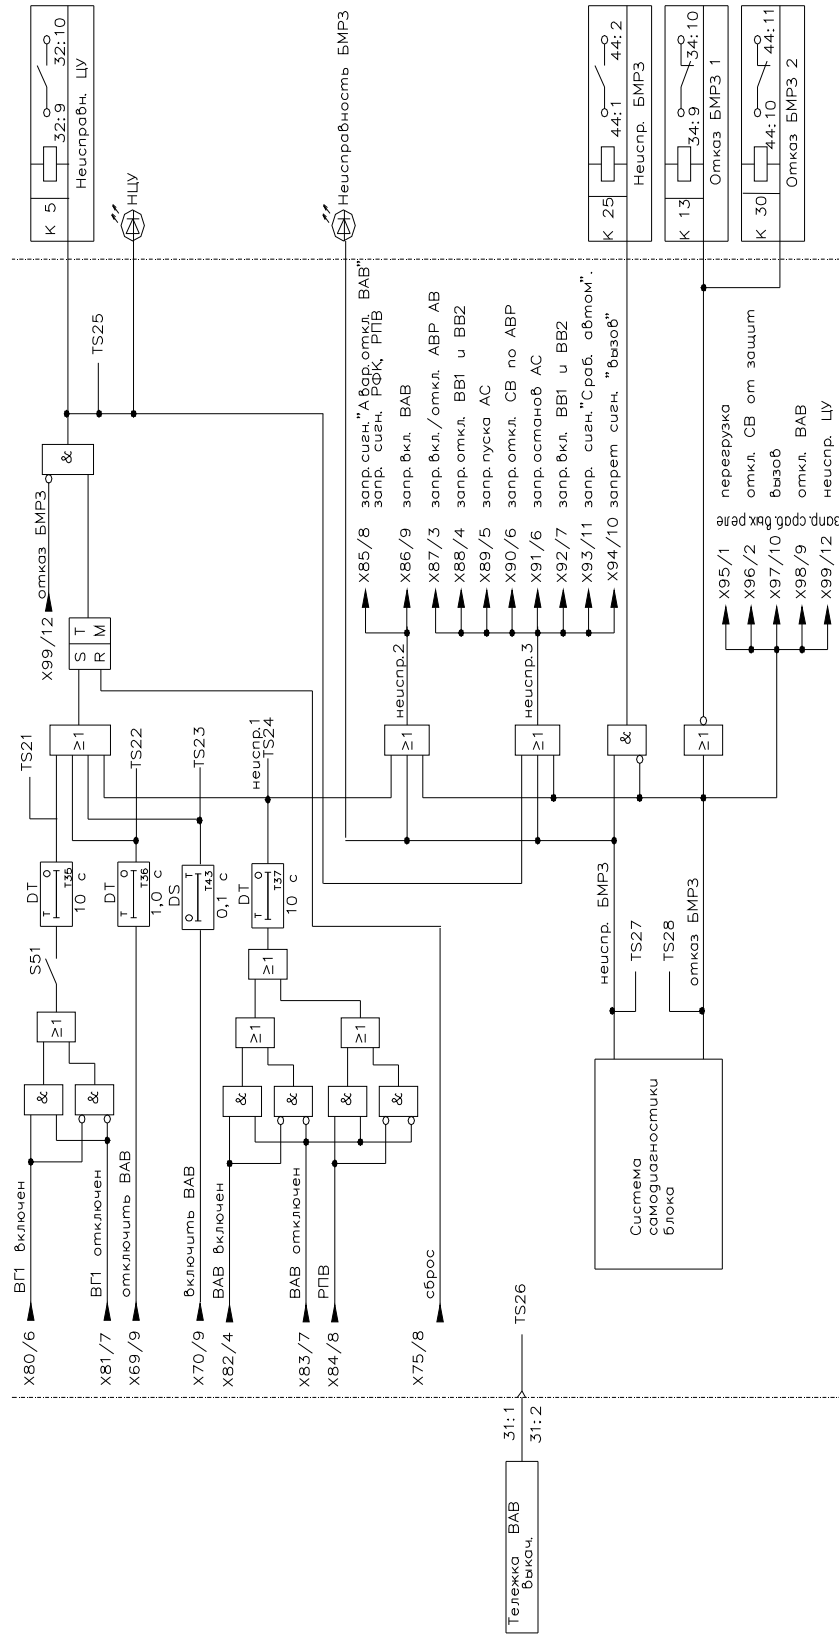 X80/6
ВГ1 включен
X81/7
ВГ1 отключен
X69/9
отключить ВАВ
X70/9
включить ВАВ
X82/4
ВАВ включен
X83/7
ВАВ отключен
X84/8
РПВ
X75/8
сброс
Тележка ВАВ
выкач.
31:1
31:2
TS26
&
&
≥1
S51
DT
T O
T35
10 с
TS21
DT
T O
T36
1,0 с
TS22
DS
O T
T43
0,1 с
TS23
&
&
≥1
&
&
≥1
≥1
DT
T O
T37
10 с
неиспр.1
TS24
≥1
S T
R M
X99/12
отказ БМРЗ
&
TS25
К 5
32:9
32:10
Неисправн. ЦУ
НЦУ
Неисправность БМРЗ
≥1
неиспр.2
X85/8
запр. сигн."Авар.откл. ВАВ"
запр. сигн. РФК, РПВ
X86/9
запр.вкл. ВАВ
≥1
неиспр.3
X87/3
запр.вкл./откл. АВР АВ
X88/4
запр.откл. ВВ1 и ВВ2
X89/5
запр.пуска АС
X90/6
запр.откл. СВ по АВР
X91/6
запр.останов АС
X92/7
запр.вкл. ВВ1 и ВВ2
X93/11
запр. сигн."Сраб. автом".
X94/10
запрет сигн. "вызов"
Система
самодиагностики
блока
неиспр. БМРЗ
TS27
TS28
отказ БМРЗ
&
≥1
К 25
44:1
44:2
Неиспр. БМРЗ
К 13
34:9
34:10
Отказ БМРЗ 1
К 30
44:10
44:11
Отказ БМРЗ 2
запр. сраб. вых реле
X95/1
перегрузка
X96/2
откл. СВ от защит
X97/10
вызов
X98/9
откл. ВАВ
X99/12
неиспр. ЦУ